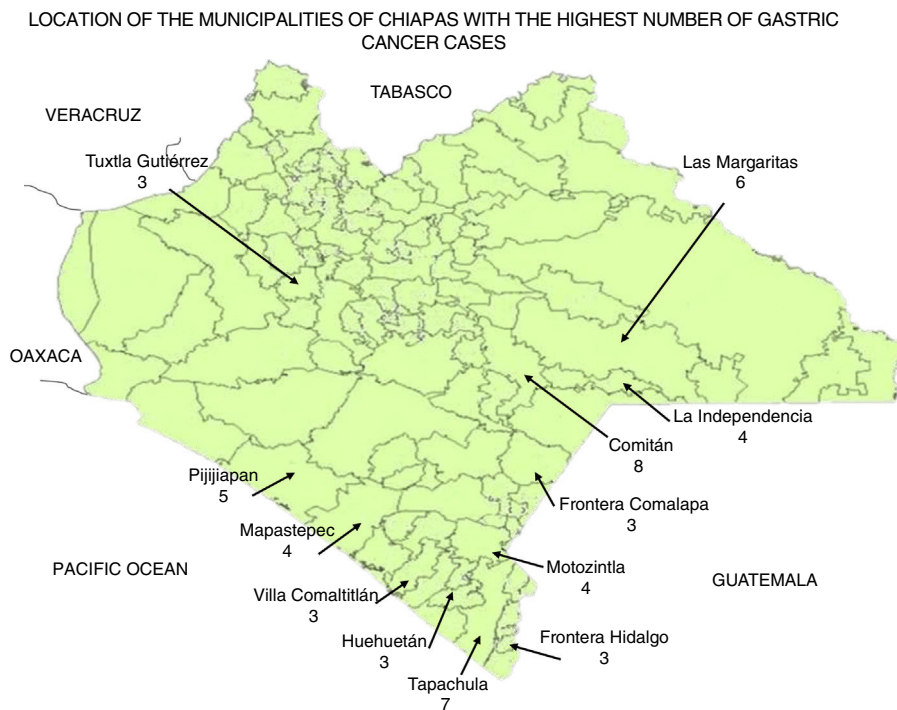 LOCATION OF THE MUNICIPALITIES OF CHIAPAS WITH THE HIGHEST NUMBER OF GASTRIC
CANCER CASES
TABASCO
VERACRUZ
Tuxtla Gutiérrez
3
Las Margaritas
6
OAXACA
La Independencia
4
Comitán
8
Pijijiapan
5
Frontera Comalapa
3
Mapastepec
4
Motozintla
4
PACIFIC OCEAN
GUATEMALA
Villa Comaltitlán
3
Huehuetán
3
Frontera Hidalgo
3
Tapachula
7